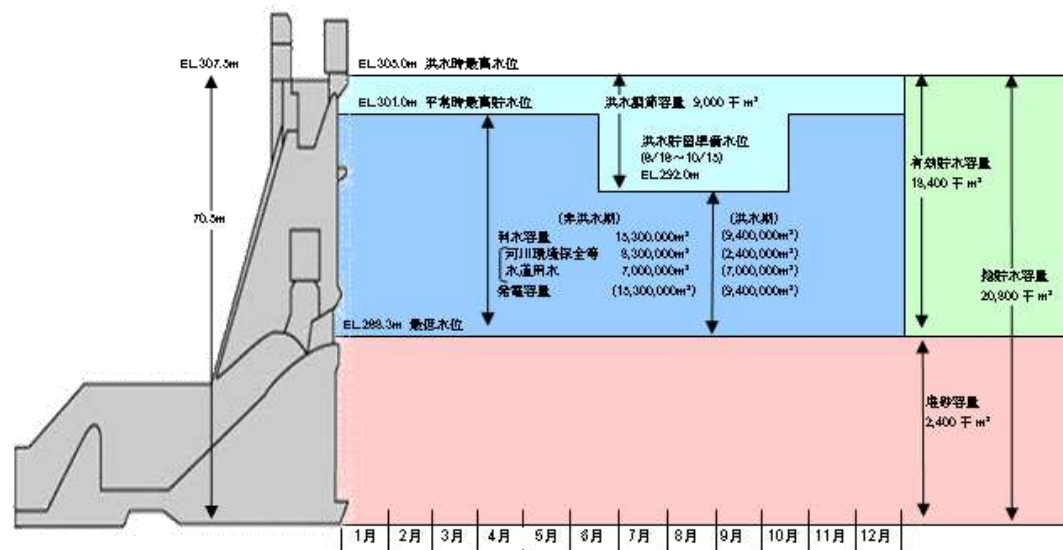 EL.307.5m
EL.305.0m 洪水時最高水位
EL.301.0m 平常時最高貯水位
洪水調節容量 9,000 千m³
洪水貯留準備水位
(6/16～10/15)
EL.292.0m
有効貯水容量
18,400 千m³
70.5m
(非洪水期) (洪水期)
利水容量 15,300,000m³ (9,400,000m³)
河川環境保全等 8,300,000m³ (2,400,000m³)
水道用水 7,000,000m³ (7,000,000m³)
発電容量 (15,300,000m³) (9,400,000m³)
総貯水容量
20,800 千m³
最低水位
堆砂容量
2,400 千m³
1月 2月 3月 4月 5月 6月 7月 8月 9月 10月 11月 12月